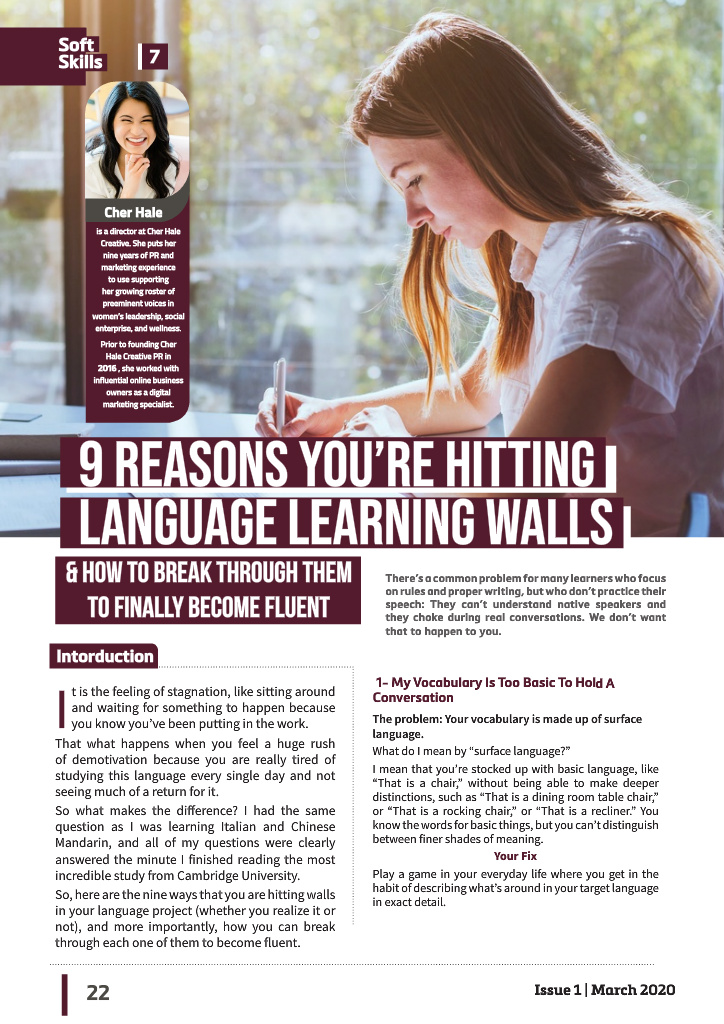 Soft
Skills
7
Cher Hale
is a director at Cher Hale
Creative. She puts her
nine years of PR and
marketing experience
to use supporting
her growing roster of
preeminent voices in
women's leadership, social
enterprise, and wellness.
Prior to founding Cher
Hale Creative PR in
2016 , she worked with
influential online business
owners as a digital
marketing specialist.
9 REASONS YOU'RE HITTING
LANGUAGE LEARNING WALLS
& HOW TO BREAK THROUGH THEM
TO FINALLY BECOME FLUENT
There's a common problem for many learners who focus
on rules and proper writing, but who don't practice their
speech: They can't understand native speakers and
they choke during real conversations. We don't want
that to happen to you.
Intorduction
It is the feeling of stagnation, like sitting around
and waiting for something to happen because
you know you've been putting in the work.
That what happens when you feel a huge rush
of demotivation because you are really tired of
studying this language every single day and not
seeing much of a return for it.
So what makes the difference? I had the same
question as I was learning Italian and Chinese
Mandarin, and all of my questions were clearly
answered the minute I finished reading the most
incredible study from Cambridge University.
So, here are the nine ways that you are hitting walls
in your language project (whether you realize it or
not), and more importantly, how you can break
through each one of them to become fluent.
1- My Vocabulary Is Too Basic To Hold A
Conversation
The problem: Your vocabulary is made up of surface
language.
What do I mean by “surface language?”
I mean that you're stocked up with basic language, like
“That is a chair,” without being able to make deeper
distinctions, such as “That is a dining room table chair,”
or “That is a rocking chair,” or “That is a recliner.” You
know the words for basic things, but you can't distinguish
between finer shades of meaning.
Your Fix
Play a game in your everyday life where you get in the
habit of describing what's around in your target language
in exact detail.
22
Issue 1 | March 2020